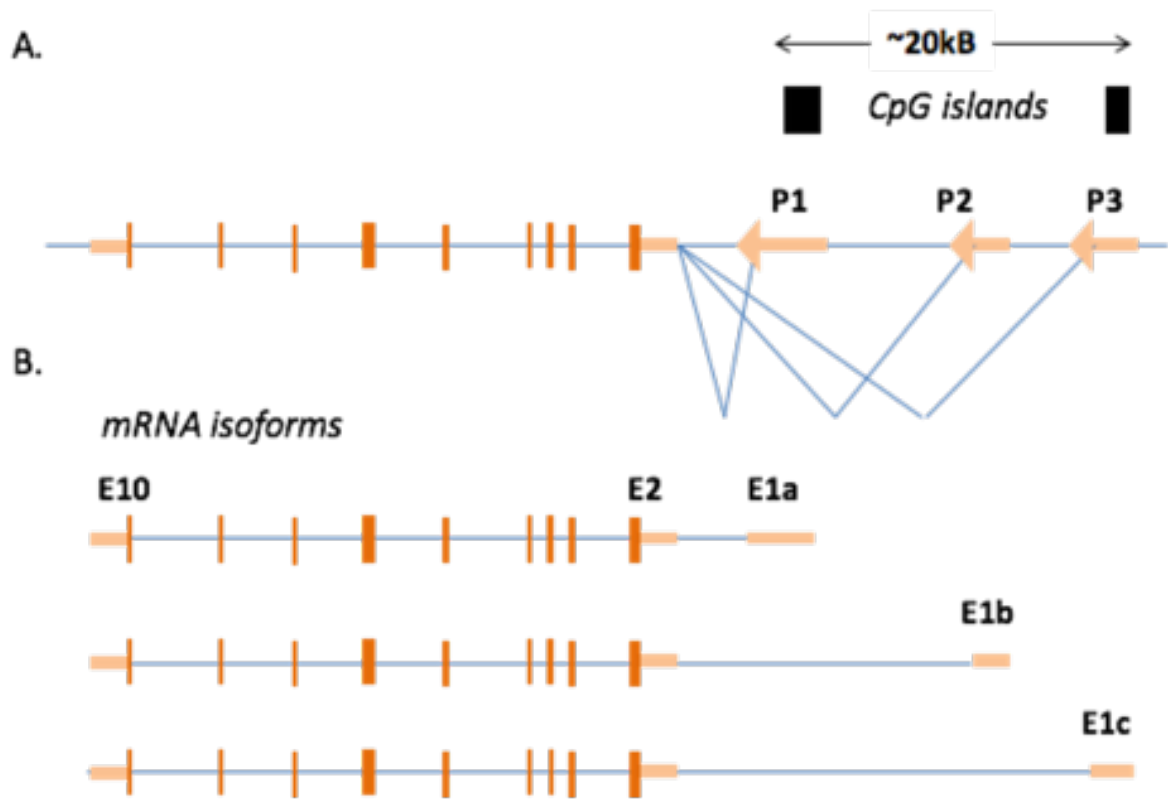 A.
~20kB
CpG islands
P1 P2 P3
B.
mRNA isoforms
E10 E2 E1a
E1b
E1c